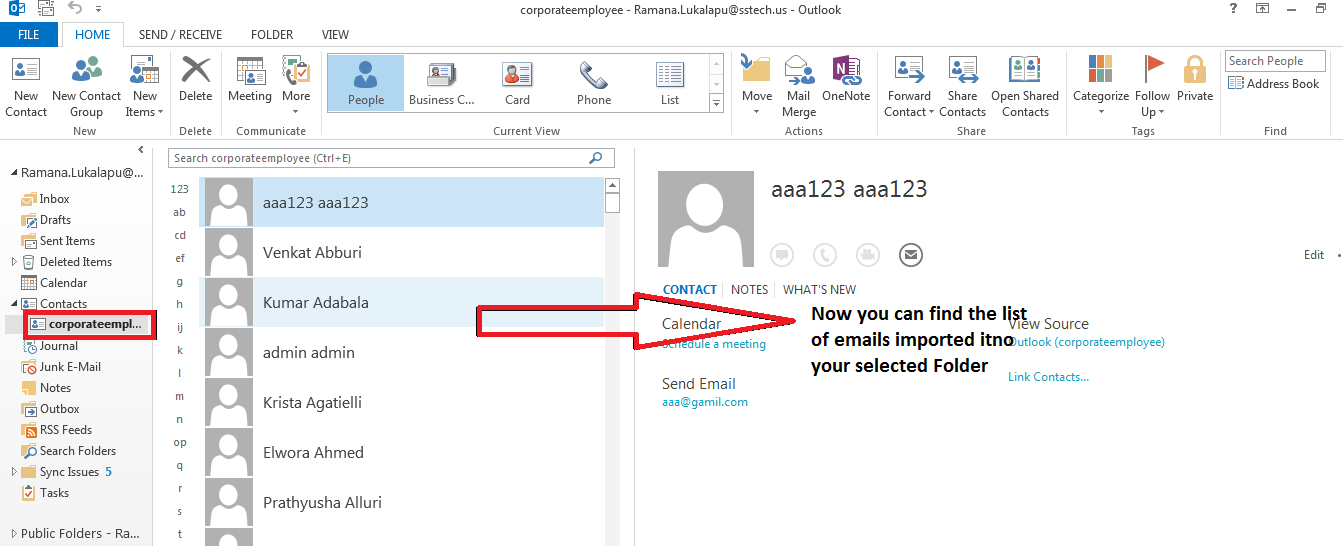 corporateemployee - Ramana.Lukalapu@sstech.us - Outlook
FILE HOME SEND / RECEIVE FOLDER VIEW
New Contact
New Contact Group
New Items
Delete
Meeting
More
People
Business C...
Card
Phone
List
Move
Mail Merge
OneNote
Forward Contact
Share Contacts
Open Shared Contacts
Categorize
Follow Up
Private
Search People
Address Book
New
Delete
Communicate
Current View
Actions
Share
Tags
Find
Ramana.Lukalapu@...
Inbox
Drafts
Sent Items
Deleted Items
Calendar
Contacts
corporateempl...
Journal
Junk E-Mail
Notes
Outbox
RSS Feeds
Search Folders
Sync Issues 5
Tasks
Public Folders - Ra...
Search corporateemployee (Ctrl+E)
123
ab
cd
ef
g
h
ij
k
l
m
n
op
q
r
s
t
aaa123 aaa123
Venkat Abburi
Kumar Adabala
admin admin
Krista Agatielli
Elwora Ahmed
Prathyusha Alluri
aaa123 aaa123
Edit
CONTACT NOTES WHAT'S NEW
Calendar
Schedule a meeting
Send Email
aaa@gamil.com
Now you can find the list
of emails imported itno
your selected Folder
View Source
Outlook (corporateemployee)
Link Contacts...